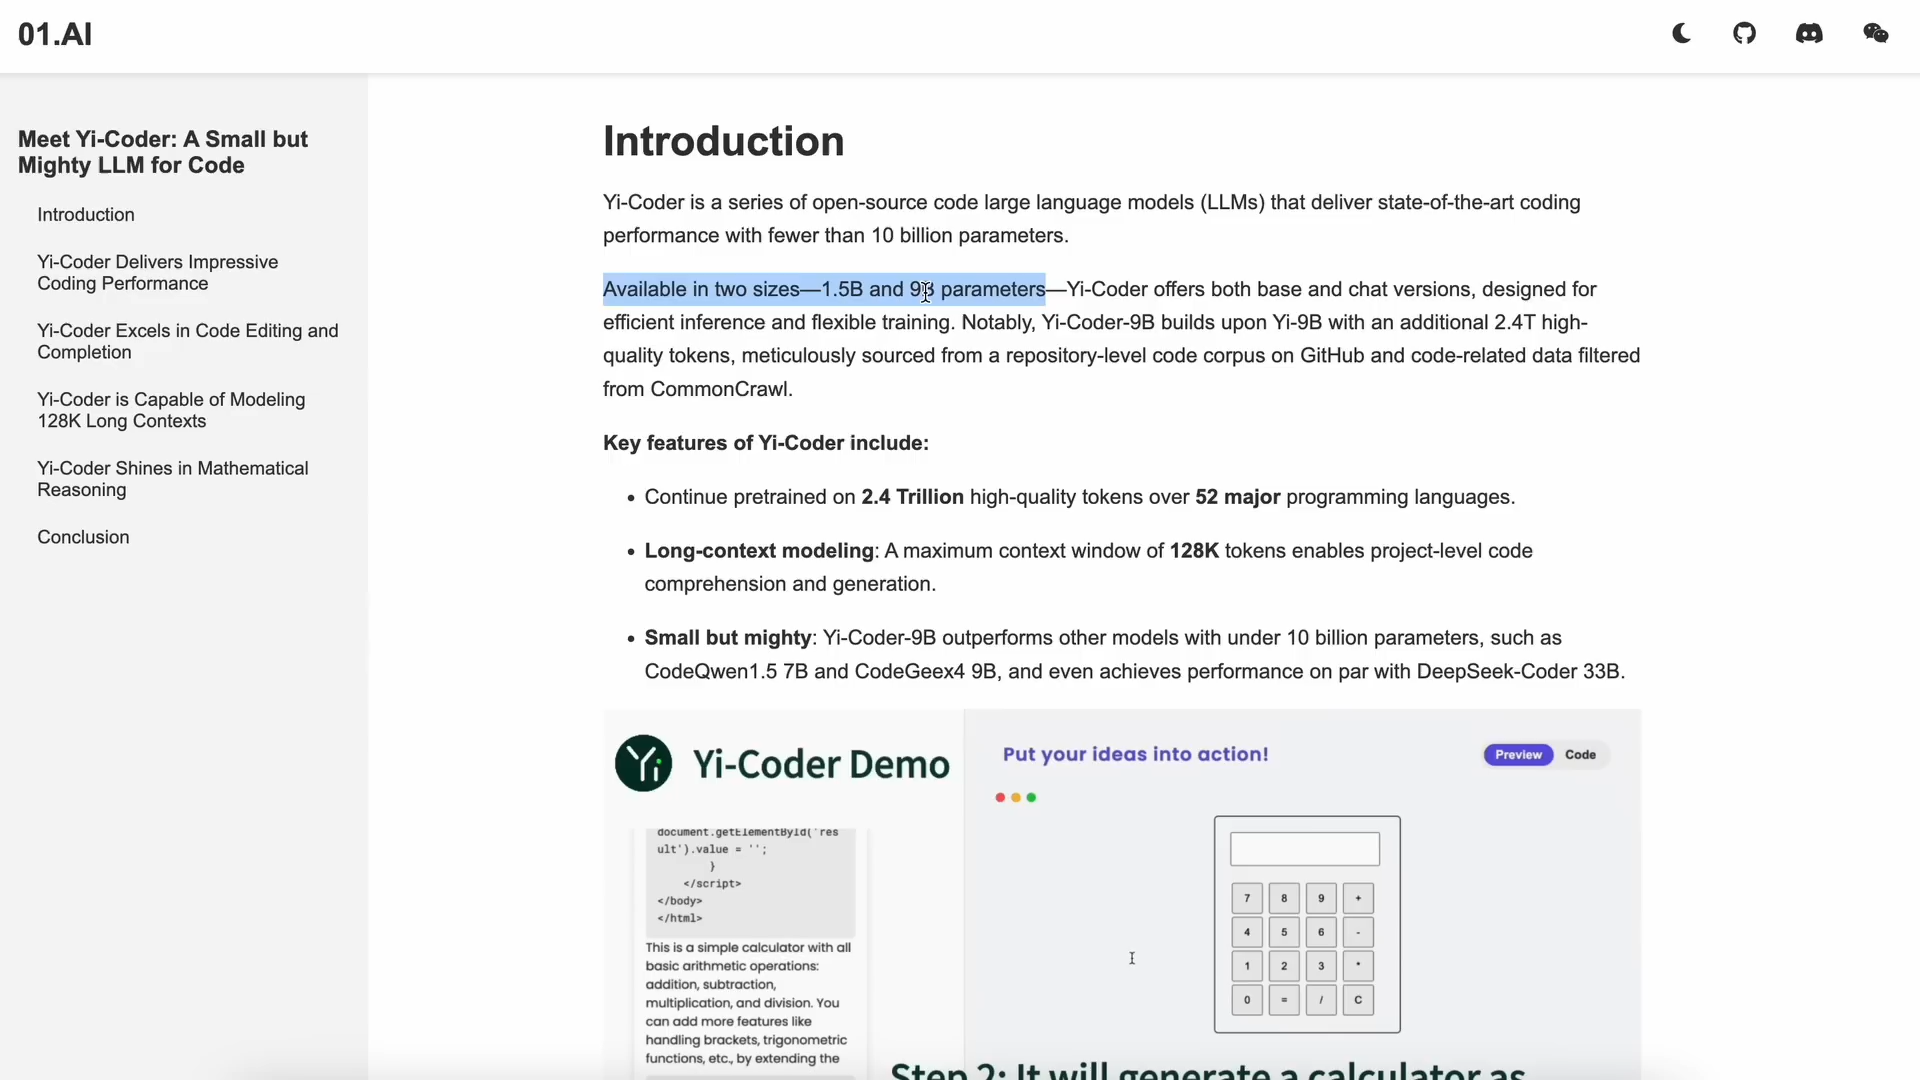 01.AI
Meet Yi-Coder: A Small but
Mighty LLM for Code
Introduction
Yi-Coder Delivers Impressive
Coding Performance
Yi-Coder Excels in Code Editing and
Completion
Yi-Coder is Capable of Modeling
128K Long Contexts
Yi-Coder Shines in Mathematical
Reasoning
Conclusion
Introduction
Yi-Coder is a series of open-source code large language models (LLMs) that deliver state-of-the-art coding
performance with fewer than 10 billion parameters.
Available in two sizes—1.5B and 9B parameters—Yi-Coder offers both base and chat versions, designed for
efficient inference and flexible training. Notably, Yi-Coder-9B builds upon Yi-9B with an additional 2.4T high-
quality tokens, meticulously sourced from a repository-level code corpus on GitHub and code-related data filtered
from CommonCrawl.
Key features of Yi-Coder include:
• Continue pretrained on 2.4 Trillion high-quality tokens over 52 major programming languages.
• Long-context modeling: A maximum context window of 128K tokens enables project-level code
comprehension and generation.
• Small but mighty: Yi-Coder-9B outperforms other models with under 10 billion parameters, such as
CodeQwen1.5 7B and CodeGeex4 9B, and even achieves performance on par with DeepSeek-Coder 33B.
Yi Yi-Coder Demo
document.getElementById('res
ult').value = '';
}
</script>
</body>
</html>
This is a simple calculator with all
basic arithmetic operations:
addition, subtraction,
multiplication, and division. You
can add more features like
handling brackets, trigonometric
functions, etc., by extending the
Put your ideas into action!
Preview Code
7 8 9 +
4 5 6 -
1 2 3 *
0 = / C
Step 2: It will generate a calculator as